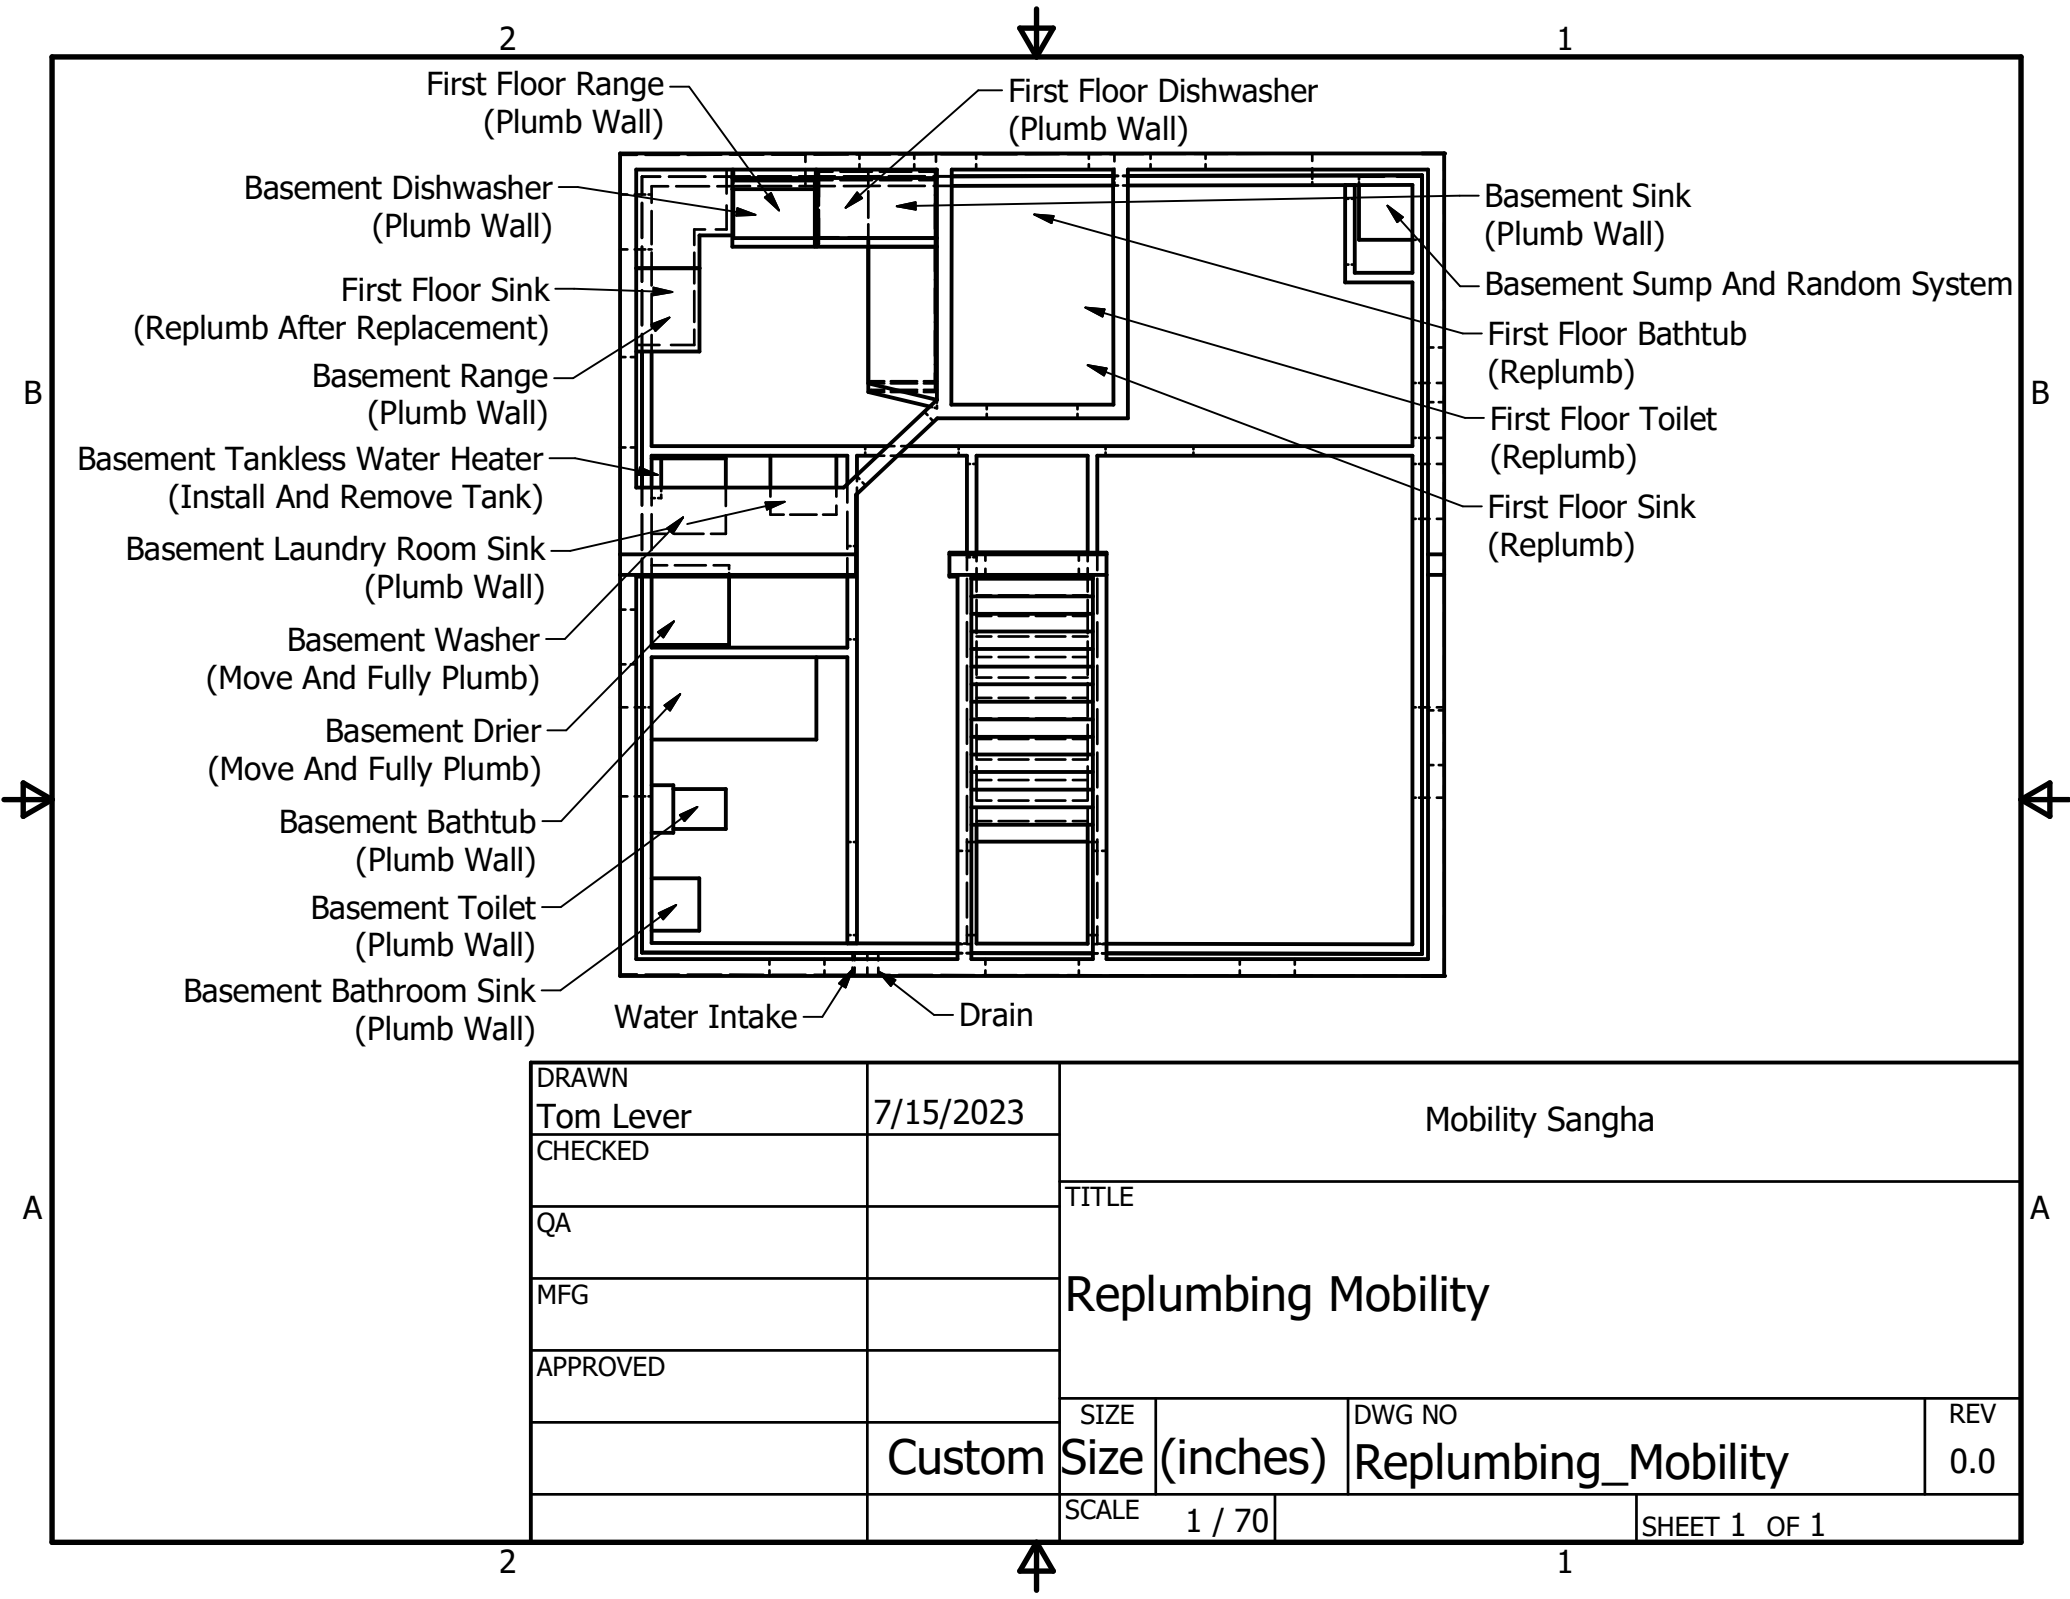 2
1
First Floor Range
(Plumb Wall)
First Floor Dishwasher
(Plumb Wall)
Basement Dishwasher
(Plumb Wall)
First Floor Sink
(Replumb After Replacement)
Basement Range
(Plumb Wall)
Basement Tankless Water Heater
(Install And Remove Tank)
Basement Laundry Room Sink
(Plumb Wall)
Basement Washer
(Move And Fully Plumb)
Basement Drier
(Move And Fully Plumb)
Basement Bathtub
(Plumb Wall)
Basement Toilet
(Plumb Wall)
Basement Bathroom Sink
(Plumb Wall)
Water Intake
Drain
Basement Sink
(Plumb Wall)
Basement Sump And Random System
First Floor Bathtub
(Replumb)
First Floor Toilet
(Replumb)
First Floor Sink
(Replumb)
B
B
A
A
DRAWN
Tom Lever
7/15/2023
CHECKED
QA
MFG
APPROVED
Mobility Sangha
TITLE
Replumbing Mobility
SIZE
Custom Size (inches)
DWG NO
Replumbing_Mobility
REV
0.0
SCALE 1 / 70
SHEET 1 OF 1
2
1